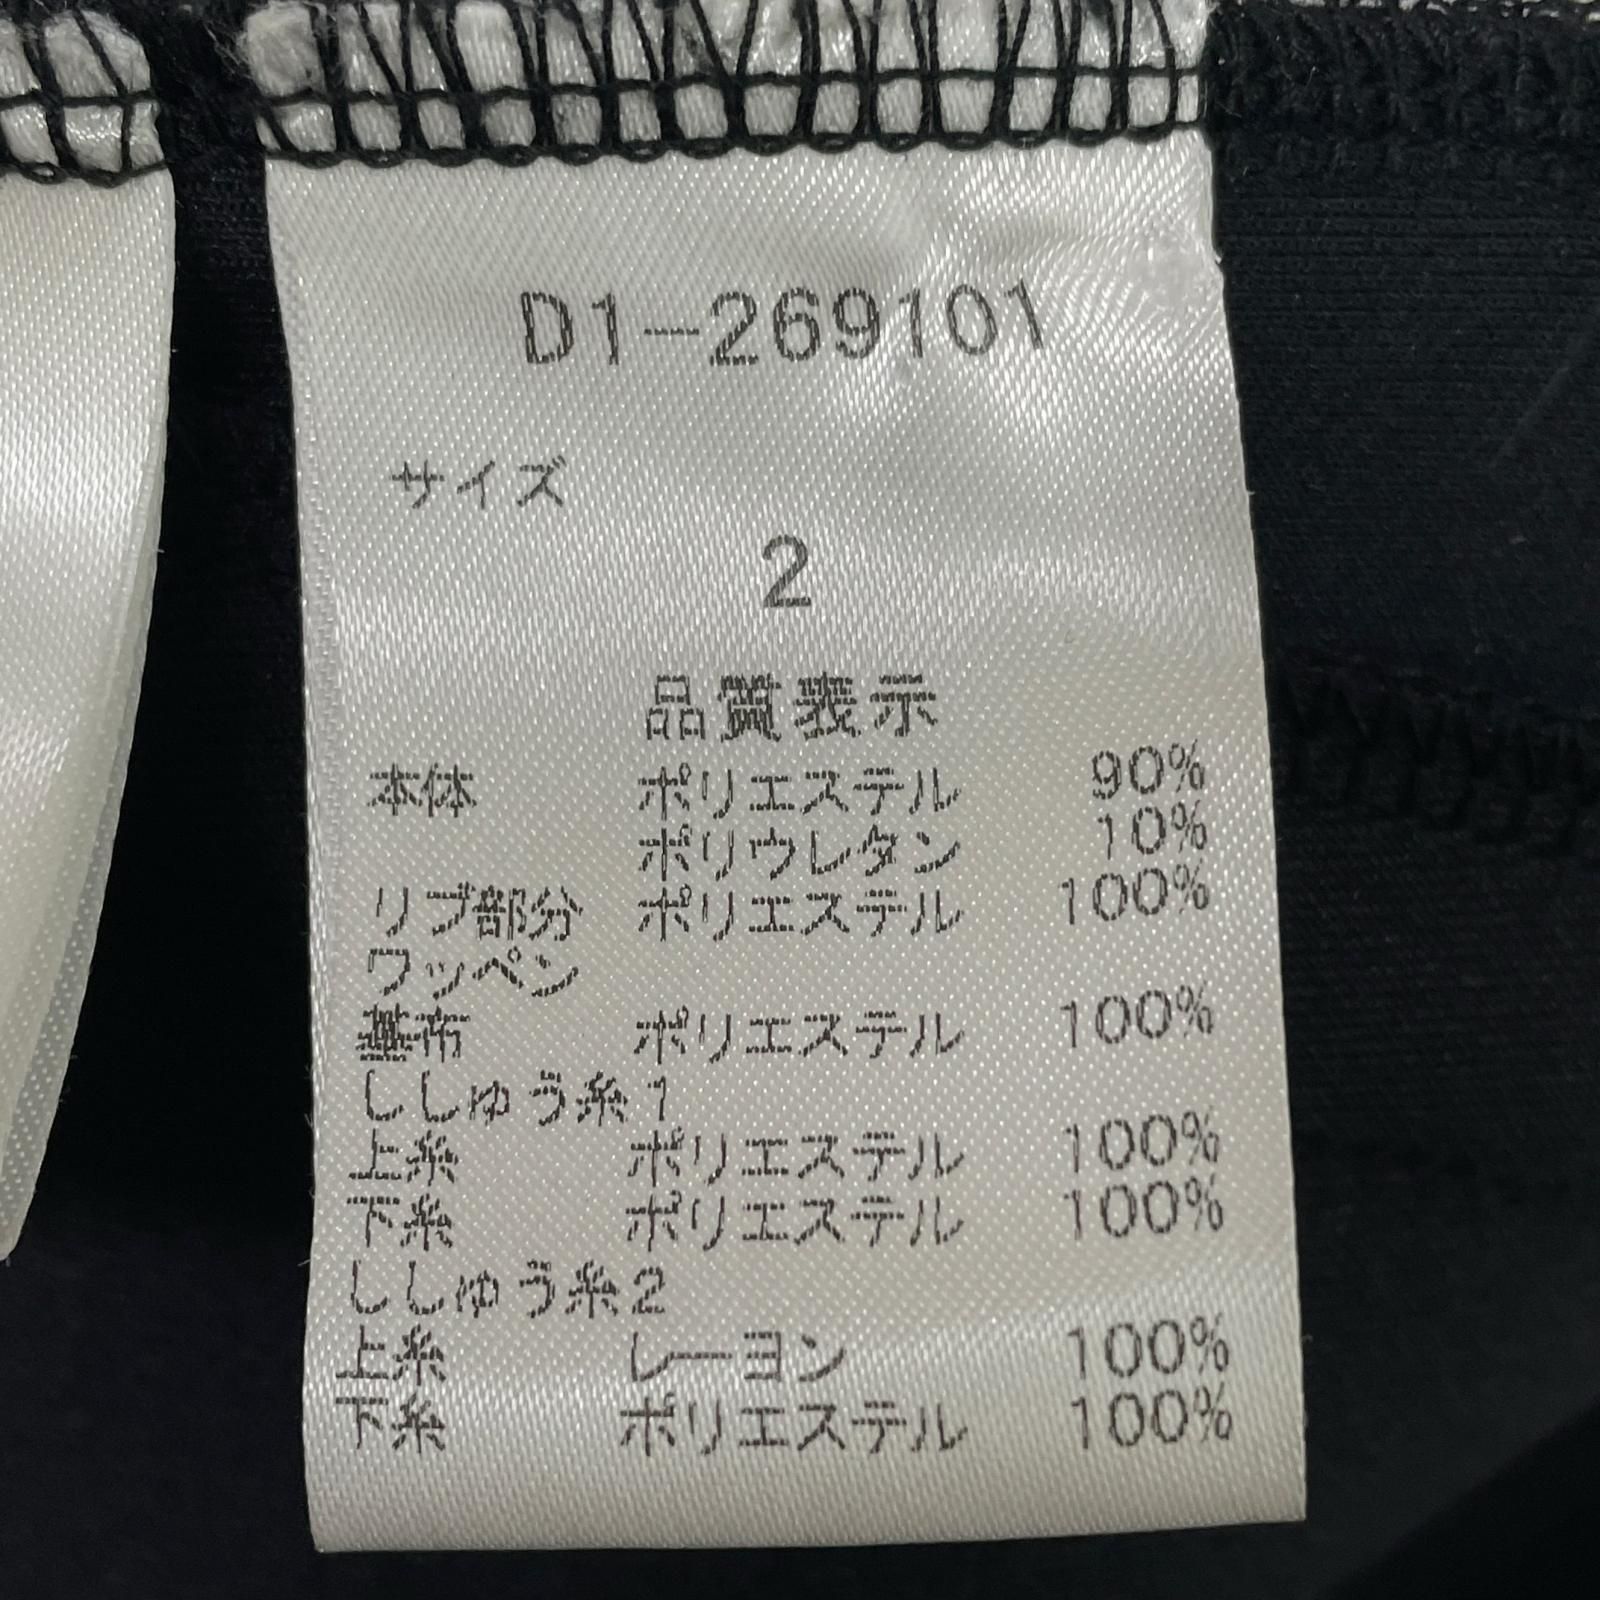 D1-269101
サイズ
2
品質表示
本体 ポリエステル 90%
ポリウレタン 10%
リブ部分 ポリエステル 100%
ワッペン
基布 ポリエステル 100%
ししゅう糸1
上糸 ポリエステル 100%
下糸 ポリエステル 100%
ししゅう糸2
上糸 レーヨン 100%
下糸 ポリエステル 100%